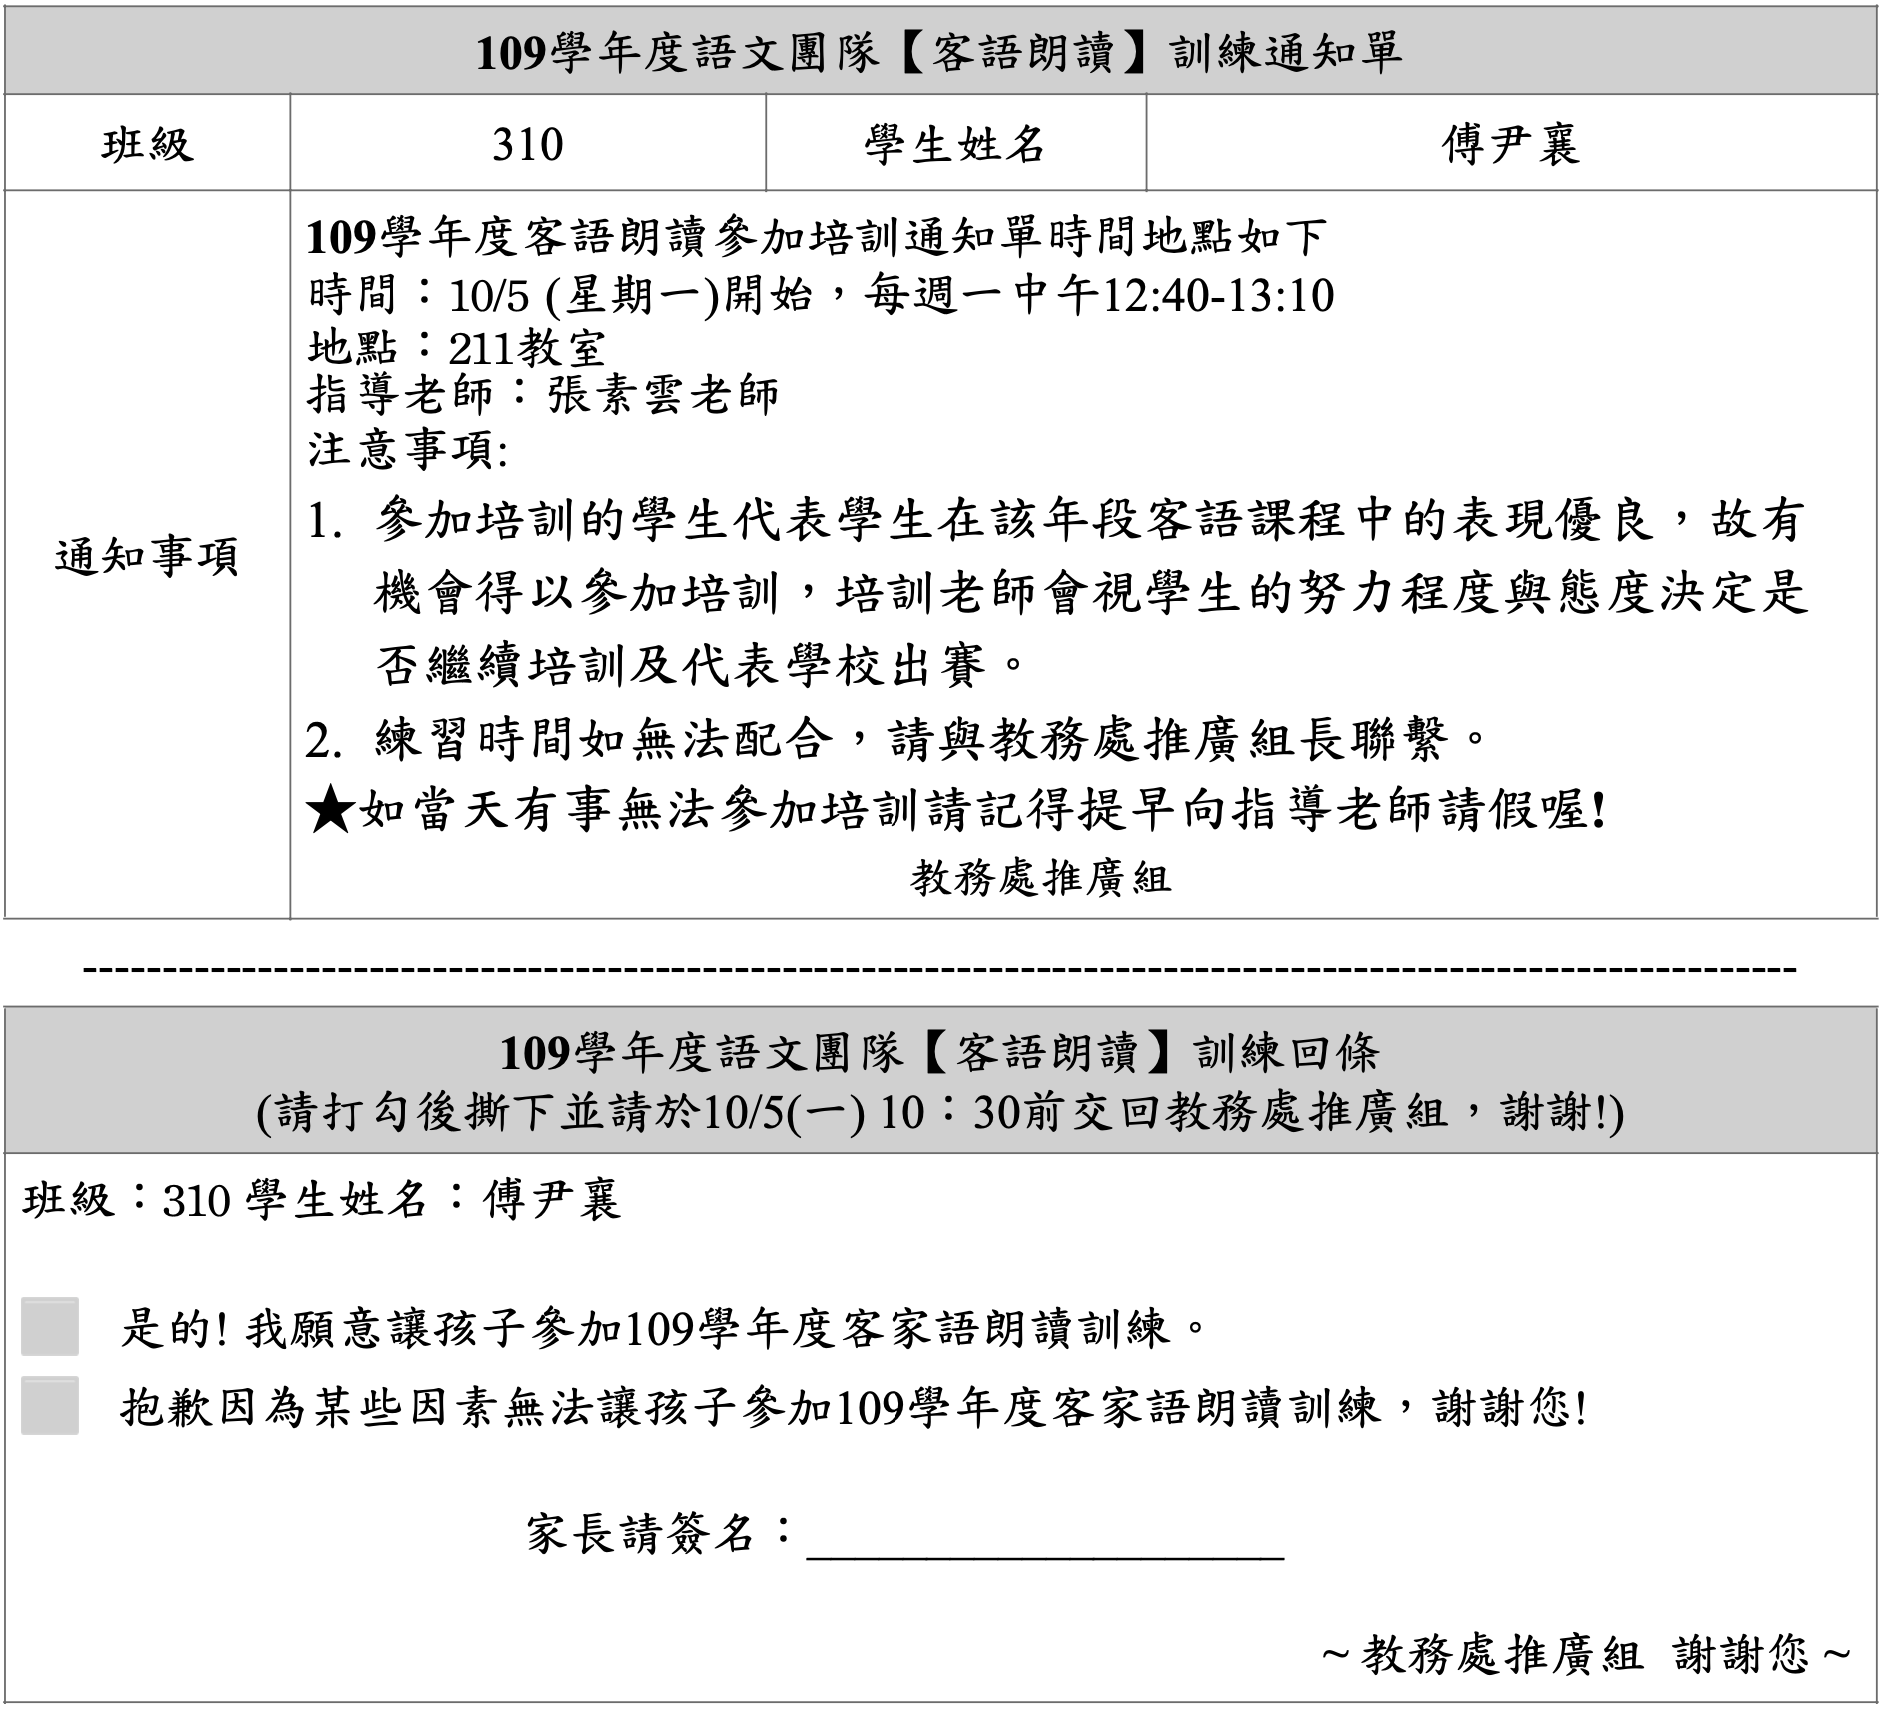 109學年度語文團隊【客語朗讀】訓練通知單
班級 310 學生姓名 傅尹襄
通知事項
109學年度客語朗讀參加培訓通知單時間地點如下
時間：10/5 (星期一)開始，每週一中午12:40-13:10
地點：211教室
指導老師：張素雲老師
注意事項:
1. 參加培訓的學生代表學生在該年段客語課程中的表現優良，故有
機會得以參加培訓，培訓老師會視學生的努力程度與態度決定是
否繼續培訓及代表學校出賽。
2. 練習時間如無法配合，請與教務處推廣組長聯繫。
★如當天有事無法參加培訓請記得提早向指導老師請假喔!
教務處推廣組
109學年度語文團隊【客語朗讀】訓練回條
(請打勾後撕下並請於10/5(一) 10：30前交回教務處推廣組，謝謝!)
班級：310 學生姓名：傅尹襄
是的! 我願意讓孩子參加109學年度客家語朗讀訓練。
抱歉因為某些因素無法讓孩子參加109學年度客家語朗讀訓練，謝謝您!
家長請簽名：____________________
~教務處推廣組 謝謝您~